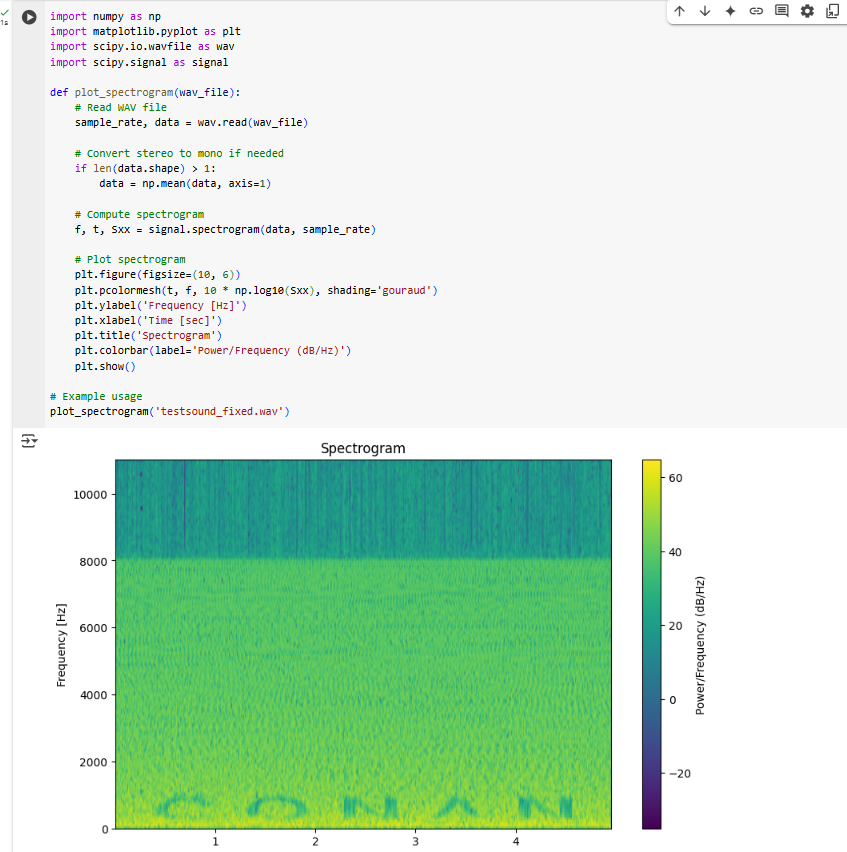 1s
import numpy as np
import matplotlib.pyplot as plt
import scipy.io.wavfile as wav
import scipy.signal as signal
def plot_spectrogram(wav_file):
# Read WAV file
sample_rate, data = wav.read(wav_file)
# Convert stereo to mono if needed
if len(data.shape) > 1:
data = np.mean(data, axis=1)
# Compute spectrogram
f, t, Sxx = signal.spectrogram(data, sample_rate)
# Plot spectrogram
plt.figure(figsize=(10, 6))
plt.pcolormesh(t, f, 10 * np.log10(Sxx), shading='gouraud')
plt.ylabel('Frequency [Hz]')
plt.xlabel('Time [sec]')
plt.title('Spectrogram')
plt.colorbar(label='Power/Frequency (dB/Hz)')
plt.show()
# Example usage
plot_spectrogram('testsound_fixed.wav')
Spectrogram
Frequency [Hz]
10000
8000
6000
4000
2000
0
1 2 3 4
60
40
20
0
−20
Power/Frequency (dB/Hz)